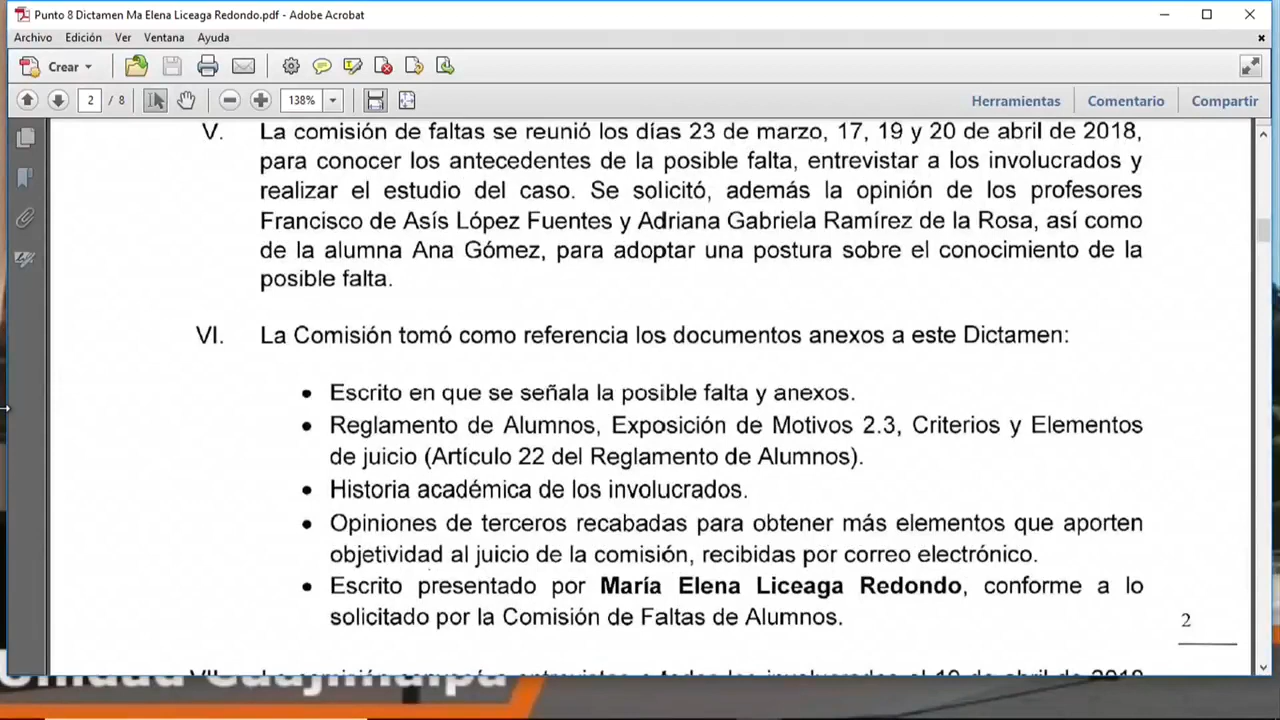 Punto 8 Dictamen Ma Elena Liceaga Redondo.pdf - Adobe Acrobat
Archivo Edición Ver Ventana Ayuda
Crear
2 / 8 138% Herramientas Comentario Compartir
V. La comisión de faltas se reunió los días 23 de marzo, 17, 19 y 20 de abril de 2018,
para conocer los antecedentes de la posible falta, entrevistar a los involucrados y
realizar el estudio del caso. Se solicitó, además la opinión de los profesores
Francisco de Asís López Fuentes y Adriana Gabriela Ramírez de la Rosa, así como
de la alumna Ana Gómez, para adoptar una postura sobre el conocimiento de la
posible falta.
VI. La Comisión tomó como referencia los documentos anexos a este Dictamen:
• Escrito en que se señala la posible falta y anexos.
• Reglamento de Alumnos, Exposición de Motivos 2.3, Criterios y Elementos
de juicio (Artículo 22 del Reglamento de Alumnos).
• Historia académica de los involucrados.
• Opiniones de terceros recabadas para obtener más elementos que aporten
objetividad al juicio de la comisión, recibidas por correo electrónico.
• Escrito presentado por María Elena Liceaga Redondo, conforme a lo
solicitado por la Comisión de Faltas de Alumnos.
2
Unidad Cuajimalpa